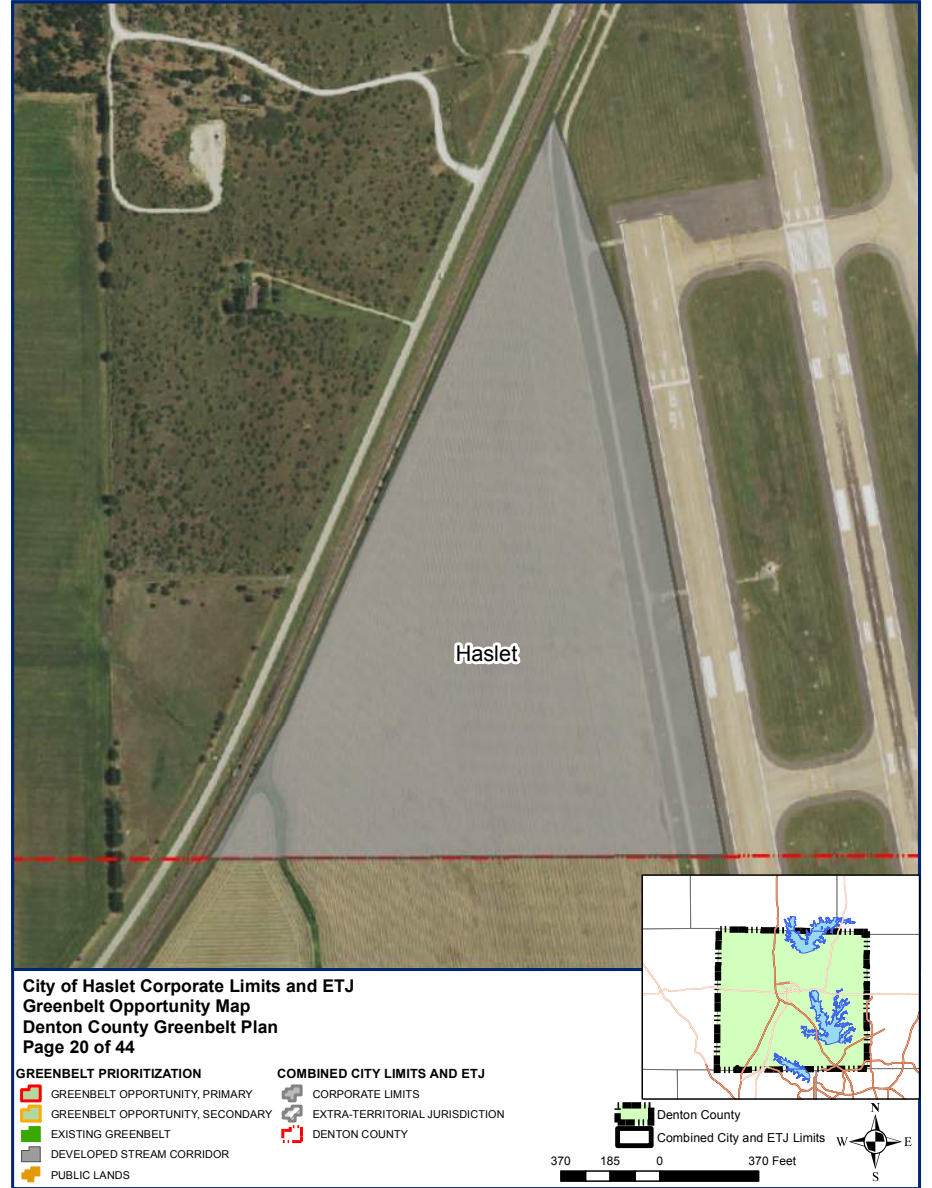 Haslet
City of Haslet Corporate Limits and ETJ
Greenbelt Opportunity Map
Denton County Greenbelt Plan
Page 20 of 44
GREENBELT PRIORITIZATION
GREENBELT OPPORTUNITY, PRIMARY
GREENBELT OPPORTUNITY, SECONDARY
EXISTING GREENBELT
DEVELOPED STREAM CORRIDOR
PUBLIC LANDS
COMBINED CITY LIMITS AND ETJ
CORPORATE LIMITS
EXTRA-TERRITORIAL JURISDICTION
DENTON COUNTY
Denton County
Combined City and ETJ Limits
N
W E
S
370 185 0 370 Feet